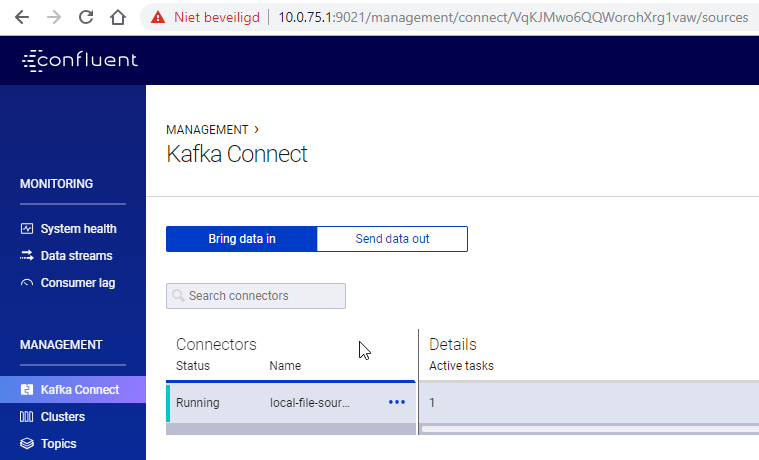 Niet beveiligd | 10.0.75.1:9021/management/connect/VqKJMwo6QQWorohXrg1vaw/sources
confluent
MONITORING
System health
Data streams
Consumer lag
MANAGEMENT
Kafka Connect
Clusters
Topics
MANAGEMENT >
Kafka Connect
Bring data in
Send data out
Search connectors
Connectors
Status Name
Running local-file-sour... •••
Details
Active tasks
1